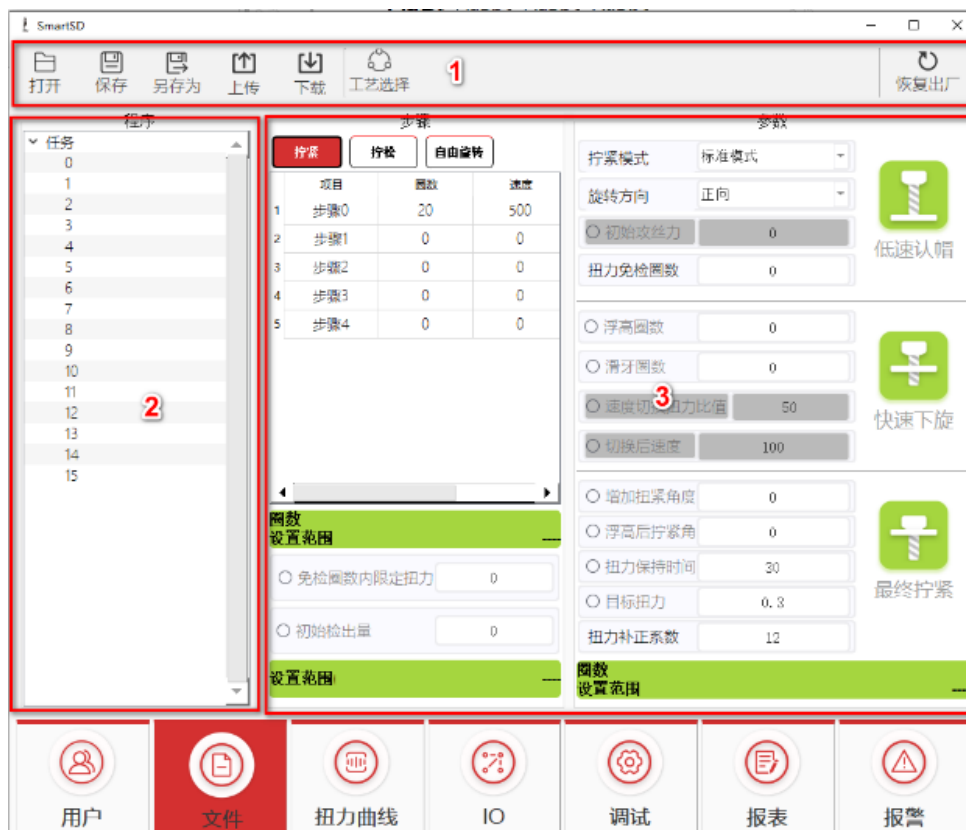 SmartSD
打开 保存 另存为 上传 下载 工艺选择 1 恢复出厂
程序
任务
0
1
2
3
4
5
6
7
8
9
10
11
12
13
14
15
2
步骤
拧紧 拧松 自由旋转
项目 圈数 速度
1 步骤0 20 500
2 步骤1 0 0
3 步骤2 0 0
4 步骤3 0 0
5 步骤4 0 0
圈数
设置范围 ----
免检圈数内限定扭力 0
初始检出量 0
设置范围 ----
参数
拧紧模式 标准模式
旋转方向 正向
初始攻丝力 0
扭力免检圈数 0
低速认帽
浮高圈数 0
滑牙圈数 0
3
速度切换扭力比值 50
切换后速度 100
快速下旋
增加扭紧角度 0
浮高后拧紧角 0
扭力保持时间 30
目标扭力 0.3
扭力补正系数 12
最终拧紧
圈数
设置范围 ---
用户 文件 扭力曲线 IO 调试 报表 报警